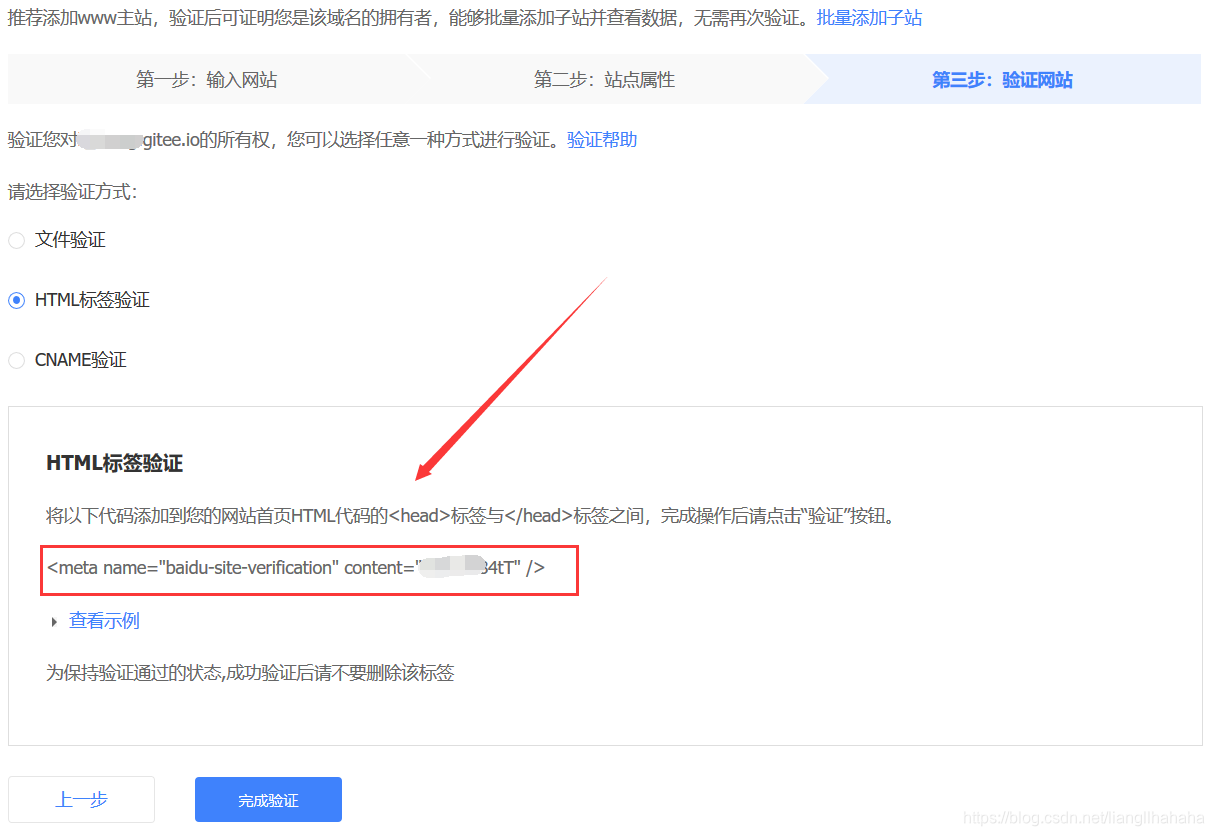 推荐添加www主站，验证后可证明您是该域名的拥有者，能够批量添加子站并查看数据，无需再次验证。批量添加子站
第一步：输入网站 第二步：站点属性 第三步：验证网站
验证您对gitee.io的所有权，您可以选择任意一种方式进行验证。验证帮助
请选择验证方式：
文件验证
HTML标签验证
CNAME验证
HTML标签验证
将以下代码添加到您的网站首页HTML代码的<head>标签与</head>标签之间，完成操作后请点击“验证”按钮。
<meta name="baidu-site-verification" content="84tT" />
查看示例
为保持验证通过的状态,成功验证后请不要删除该标签
上一步 完成验证
https://blog.csdn.net/lianglIhahaha